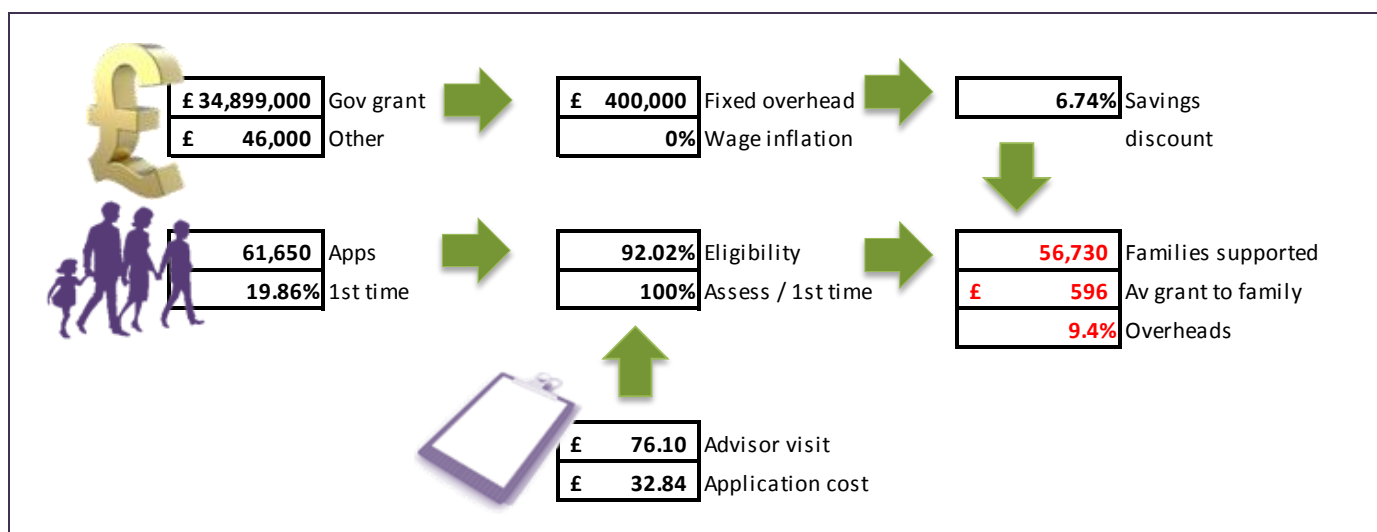 £ 34,899,000 Gov grant £ 400,000 Fixed overhead 6.74% Savings
£ 46,000 Other 0% Wage inflation discount
61,650 Apps 92.02% Eligibility 56,730 Families supported
19.86% 1st time 100% Assess / 1st time £ 596 Av grant to family
9.4% Overheads
£ 76.10 Advisor visit
£ 32.84 Application cost